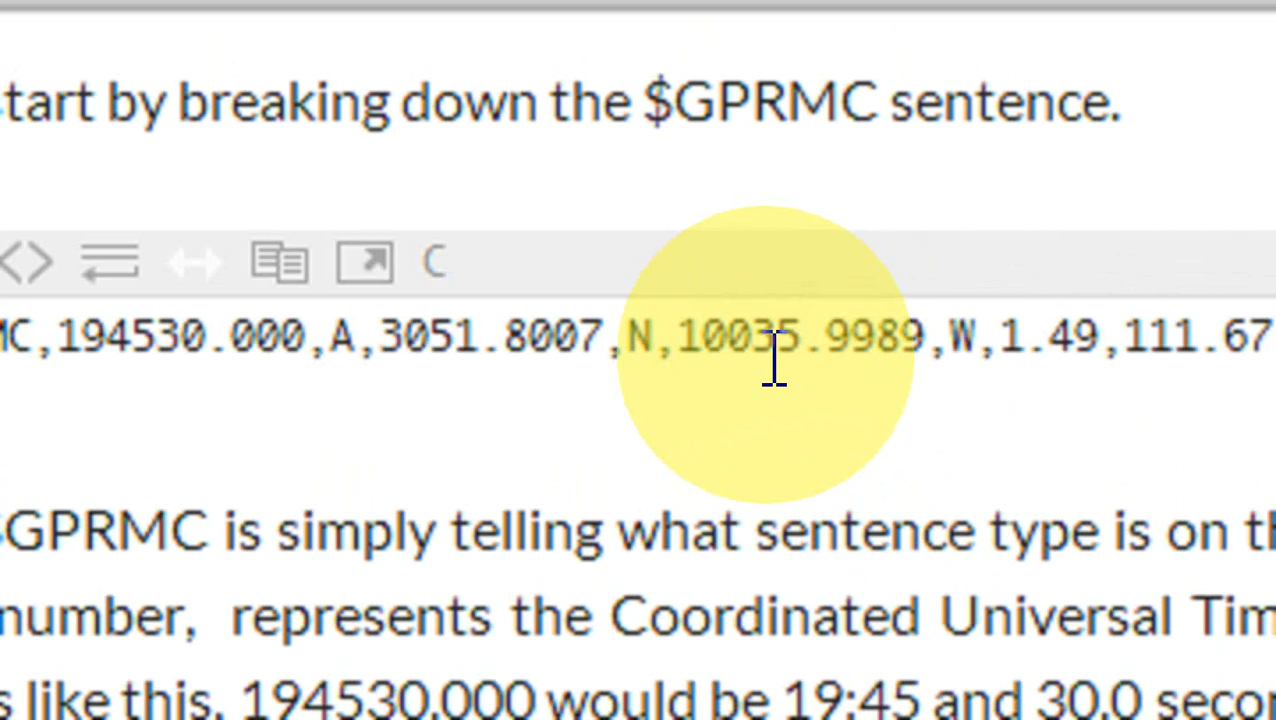 tart by breaking down the $GPRMC sentence.
C
MC,194530.000,A,3051.8007,N,10035.9989,W,1.49,111.67
$GPRMC is simply telling what sentence type is on th
number, represents the Coordinated Universal Tim
s like this. 194530.000 would be 19:45 and 30.0 secon